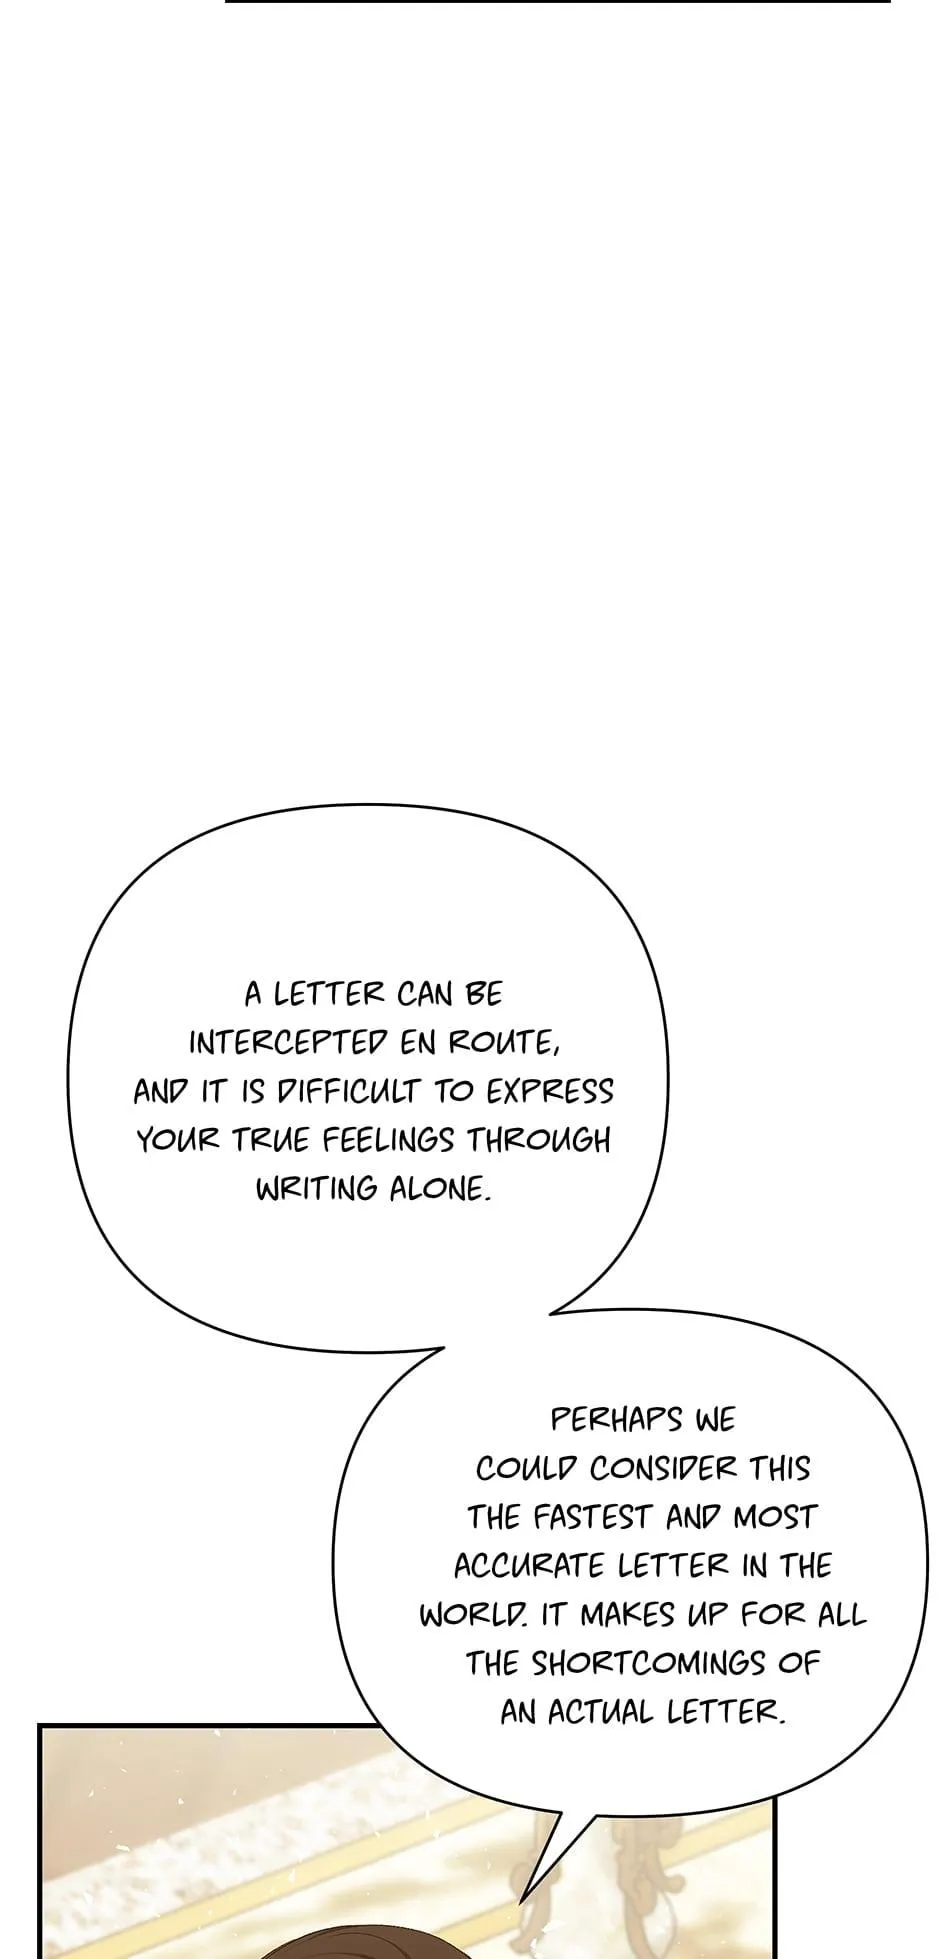 A LETTER CAN BE
INTERCEPTED EN ROUTE,
AND IT IS DIFFICULT TO EXPRESS
YOUR TRUE FEELINGS THROUGH
WRITING ALONE.
PERHAPS WE
COULD CONSIDER THIS
THE FASTEST AND MOST
ACCURATE LETTER IN THE
WORLD. IT MAKES UP FOR ALL
THE SHORTCOMINGS OF
AN ACTUAL LETTER.